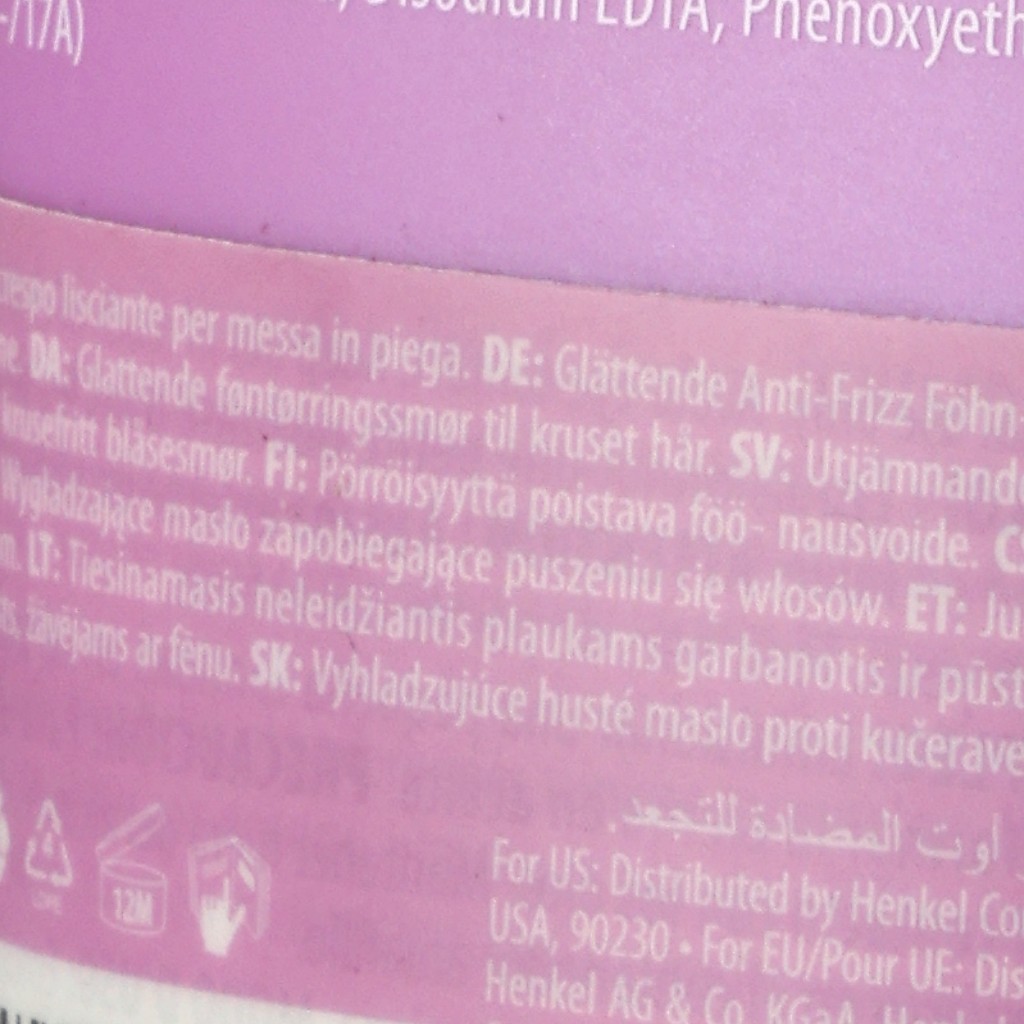 -/17A)
Disodium EDTA, Phenoxyeth
crespo lisciante per messa in piega. DE: Glättende Anti-Frizz Föhn-
DA: Glattende føntørringssmør til kruset hår. SV: Utjämnande
krusefritt blåsesmør. FI: Pörröisyyttä poistava föö- nausvoide. CS
Wygładzające masło zapobiegające puszeniu się włosów. ET: Ju
LT: Tiesinamasis neleidžiantis plaukams garbanotis ir pūst
žāvējams ar fēnu. SK: Vyhladzujúce husté maslo proti kučerave
اوت المضادة للتجعد.
12M
For US: Distributed by Henkel Co
USA, 90230 • For EU/Pour UE: Dis
Henkel AG & Co. KGaA, Henkel